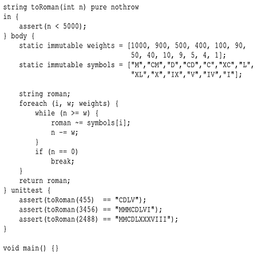 string toRoman(int n) pure nothrow
in {
    assert(n < 5000);
} body {
    static immutable weights = [1000, 900, 500, 400, 100, 90,
                                50, 40, 10, 9, 5, 4, 1];
    static immutable symbols = ["M","CM","D","CD","C","XC","L",
                                "XL","X","IX","V","IV","I"];

    string roman;
    foreach (i, w; weights) {
        while (n >= w) {
            roman ~= symbols[i];
            n -= w;
        }
        if (n == 0)
            break;
    }
    return roman;
} unittest {
    assert(toRoman(455)  == "CDLV");
    assert(toRoman(3456) == "MMMCDLVI");
    assert(toRoman(2488) == "MMCDLXXXVIII");
}

void main() {}